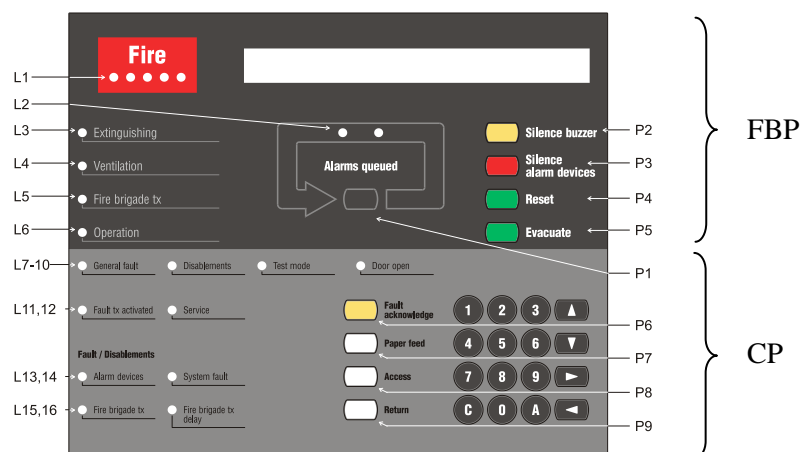 Fire
L1
L2
L3
Extinguishing
Silence buzzer
P2
FBP
L4
Ventilation
Alarms queued
Silence
alarm devices
P3
L5
Fire brigade tx
Reset
P4
L6
Operation
Evacuate
P5
L7-10
General fault
Disablements
Test mode
Door open
P1
L11,12
Fault tx activated
Service
Fault
acknowledge
1 2 3
P6
Paper feed
4 5 6
P7
CP
Fault / Disablements
L13,14
Alarm devices
System fault
Access
7 8 9
P8
L15,16
Fire brigade tx
Fire brigade tx
delay
Return
C 0 A
P9